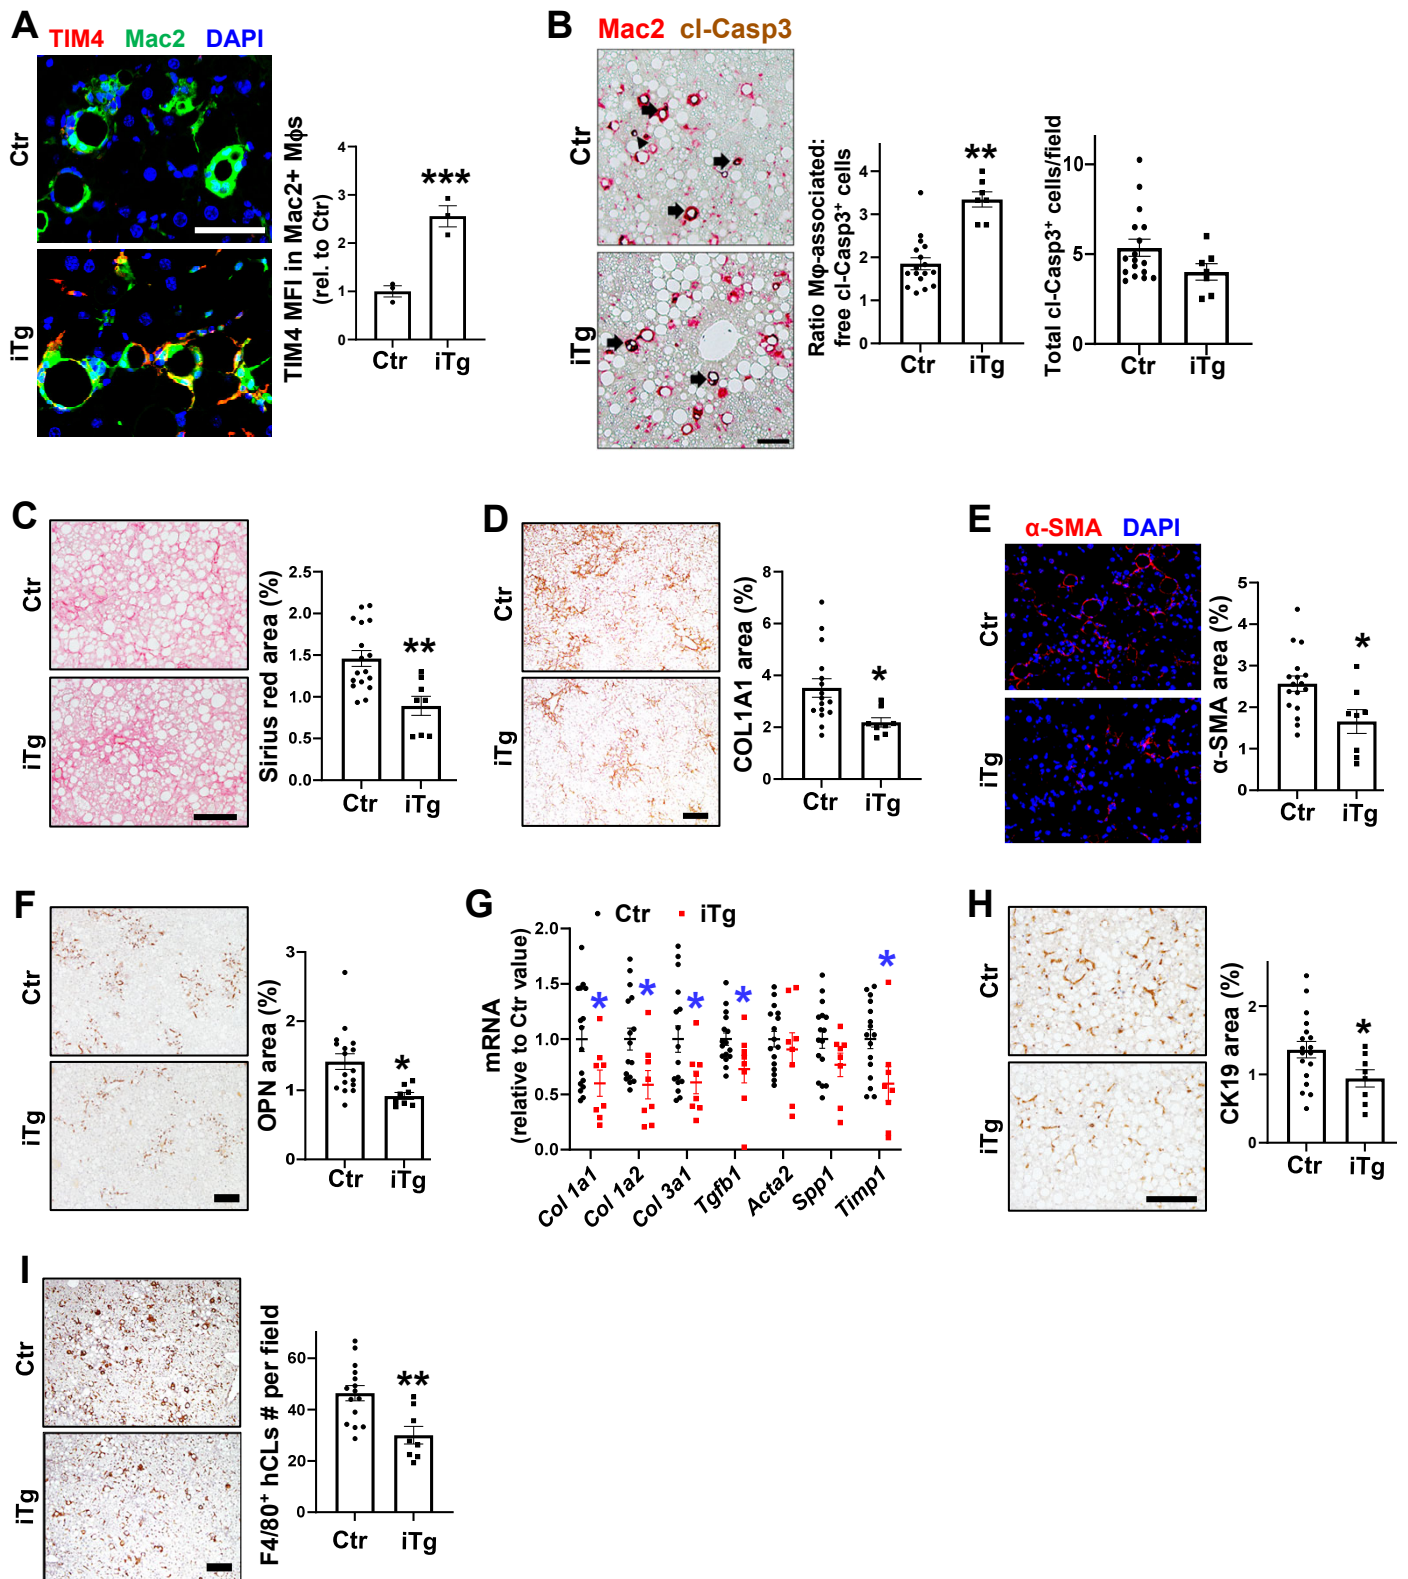 A
TIM4 Mac2 DAPI
Ctr
iTg
TIM4 MFI in Mac2+ Mϕs
(rel. to Ctr)
4
3
2
1
0
***
Ctr iTg
B
Mac2 cl-Casp3
Ctr
iTg
Ratio Mφ-associated:
free cl-Casp3+ cells
4
3
2
1
0
**
Ctr iTg
Total cl-Casp3+ cells/field
10
5
0
Ctr iTg
C
Ctr
iTg
Sirius red area (%)
2.5
2.0
1.5
1.0
0.5
0.0
**
Ctr iTg
D
Ctr
iTg
COL1A1 area (%)
8
6
4
2
0
*
Ctr iTg
E
α-SMA DAPI
Ctr
iTg
α-SMA area (%)
5
4
3
2
1
0
*
Ctr iTg
F
Ctr
iTg
OPN area (%)
3
2
1
0
*
Ctr iTg
G
Ctr iTg
mRNA
(relative to Ctr value)
2.0
1.5
1.0
0.5
0.0
* * * * *
Col 1a1 Col 1a2 Col 3a1 Tgfb1 Acta2 Spp1 Timp1
H
Ctr
iTg
CK19 area (%)
2
1
0
*
Ctr iTg
I
Ctr
iTg
F4/80+ hCLs # per field
60
40
20
0
**
Ctr iTg